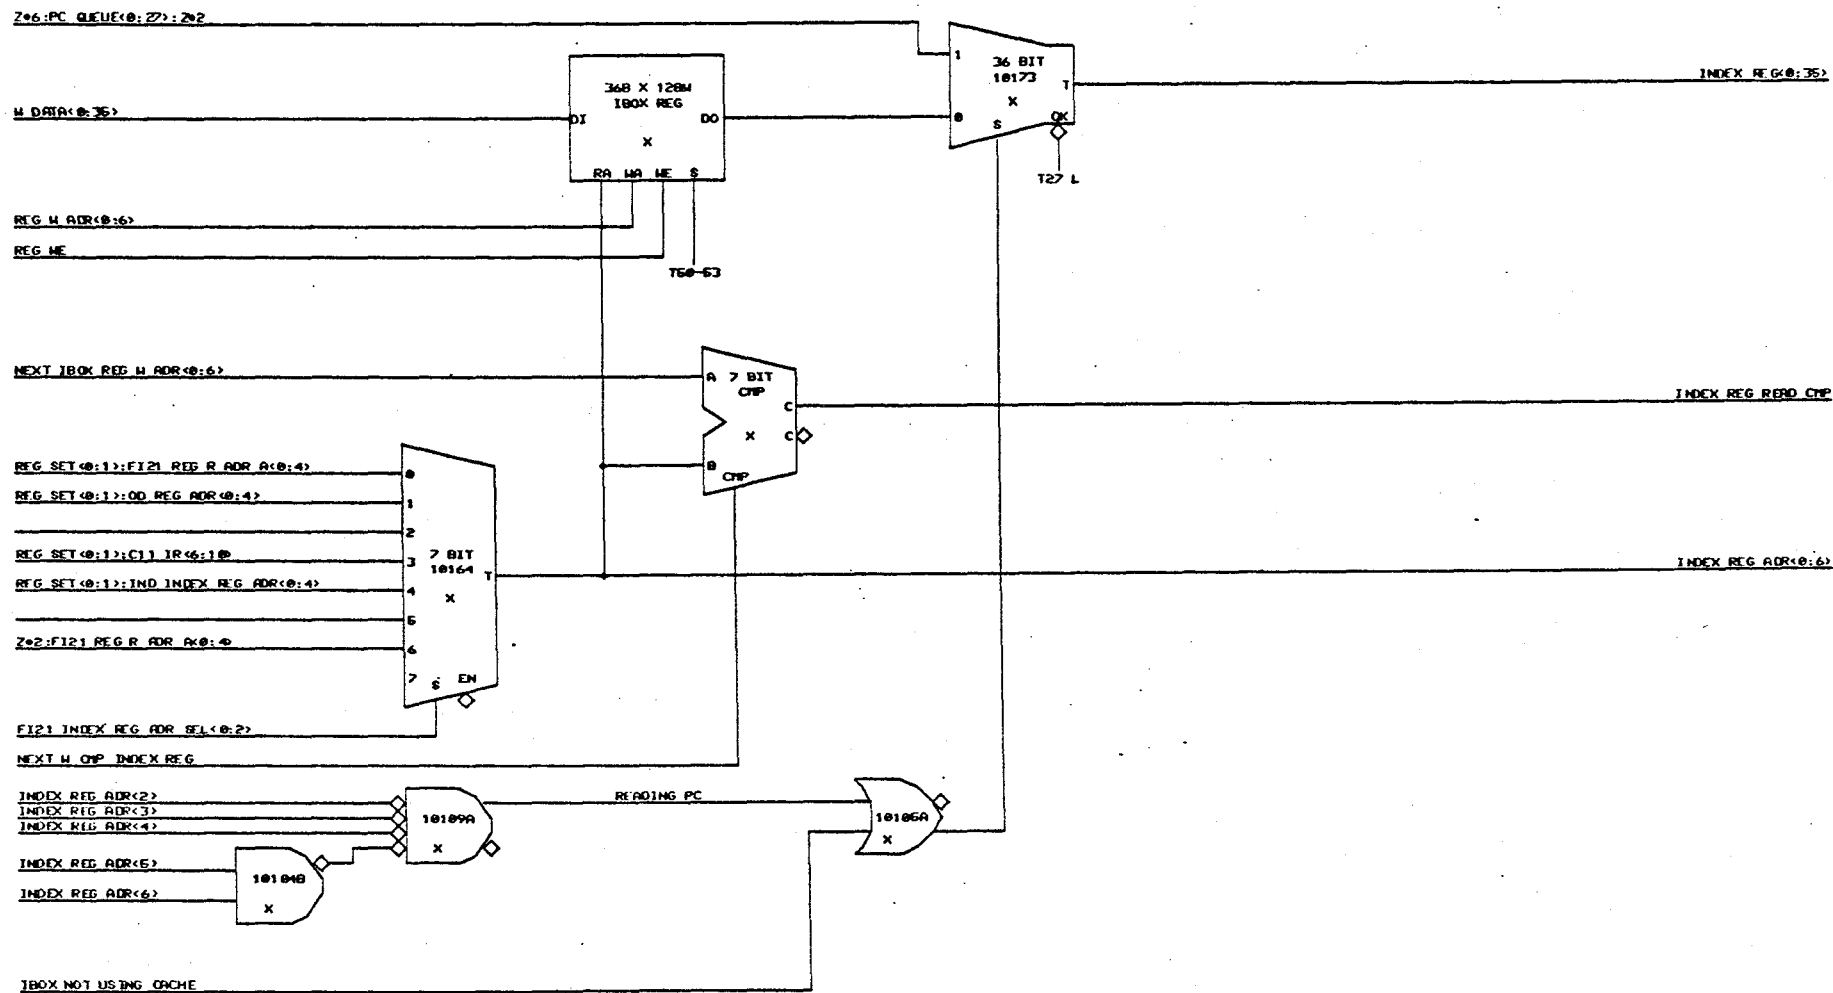 Z*6:PC QUEUE<0:27>:Z*2
1
36 BIT
10173
X
T
INDEX REG<0:35>
36B X 128W
IBOX REG
X
W DATA<0:35>
DI
DO
0
S
CK
T27 L
RA WA WE S
REG W ADR<0:6>
REG WE
T60-63
NEXT IBOX REG W ADR<0:6>
A 7 BIT
CMP
C
INDEX REG READ CMP
X
C
B
CMP
REG SET<0:1>:FI21 REG R ADR A<0:4>
0
REG SET<0:1>:OD REG ADR<0:4>
1
2
REG SET<0:1>:C11 IR<6:10>
3
7 BIT
10164
X
T
INDEX REG ADR<0:6>
REG SET<0:1>:IND INDEX REG ADR<0:4>
4
5
Z*2:FI21 REG R ADR A<0:4>
6
7 S EN
FI21 INDEX REG ADR SEL<0:2>
NEXT W CMP INDEX REG
INDEX REG ADR<2>
INDEX REG ADR<3>
INDEX REG ADR<4>
10109A
X
READING PC
10105A
X
INDEX REG ADR<5>
INDEX REG ADR<6>
10104B
X
IBOX NOT USING CACHE